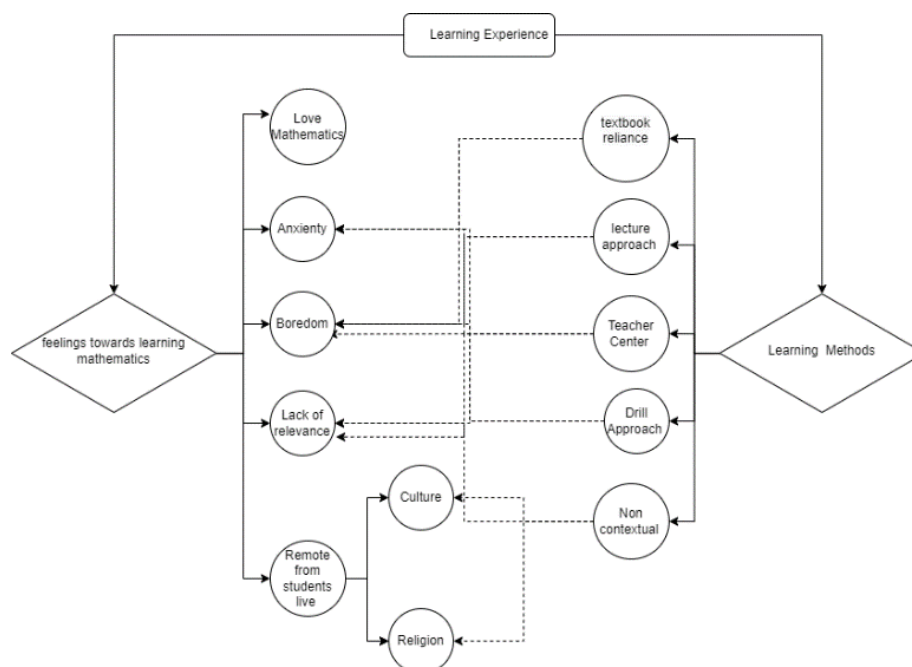 Learning Experience
Love
Mathematics
textbook
reliance
Anxienty
lecture
approach
Boredom
Teacher
Center
feelings towards learning
mathematics
Learning Methods
Lack of
relevance
Drill
Approach
Culture
Non
contextual
Remote
from
students
live
Religion